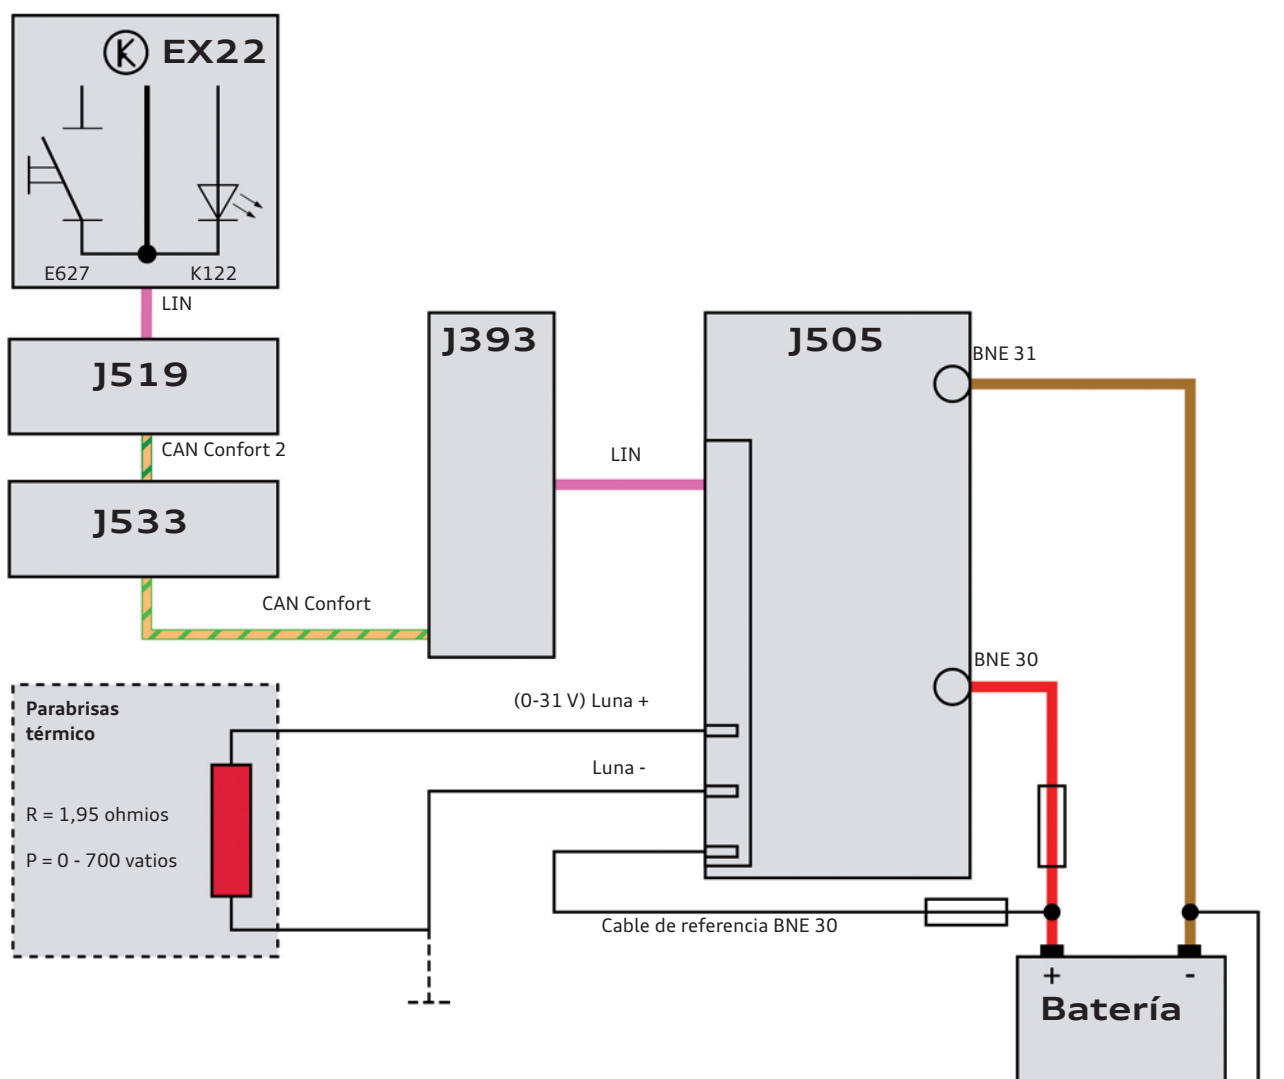 EX22
E627
K122
LIN
J519
CAN Confort 2
J533
CAN Confort
J393
LIN
J505
BNE 31
BNE 30
(0-31 V) Luna +
Luna -
Cable de referencia BNE 30
Parabrisas
térmico
R = 1,95 ohmios
P = 0 - 700 vatios
+
-
Batería